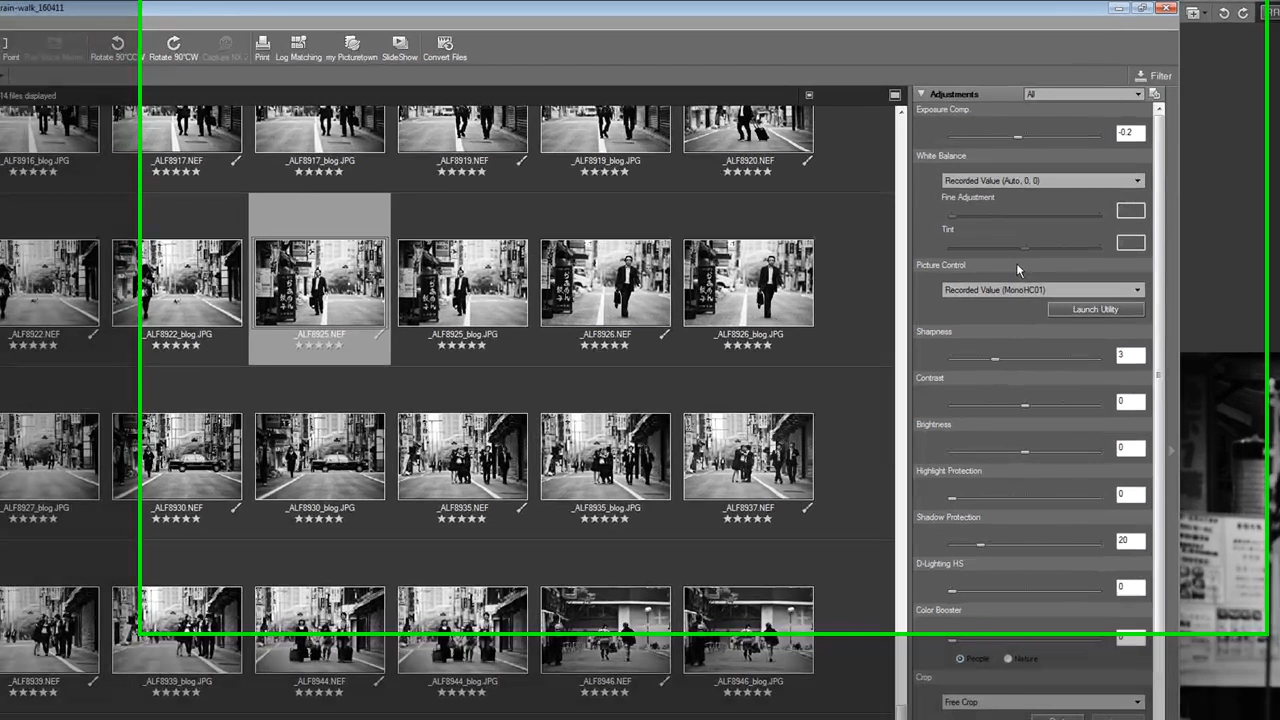 rain-walk_160411
Point
Rotate 90°CCW
Rotate 90°CW
Print
Log Matching
my Picturetown
SlideShow
Convert Files
Filter
14 files displayed
Adjustments
All
Exposure Comp.
-0.2
_ALF8916_blog.JPG
_ALF8917.NEF
_ALF8917_blog.JPG
_ALF8919.NEF
_ALF8919_blog.JPG
_ALF8920.NEF
White Balance
Recorded Value (Auto, 0, 0)
Fine Adjustment
Tint
Picture Control
Recorded Value (MonoHC01)
Launch Utility
_ALF8922.NEF
_ALF8922_blog.JPG
_ALF8925.NEF
_ALF8925_blog.JPG
_ALF8926.NEF
_ALF8926_blog.JPG
Sharpness
3
Contrast
0
Brightness
0
Highlight Protection
0
_ALF8927_blog.JPG
_ALF8930.NEF
_ALF8930_blog.JPG
_ALF8935.NEF
_ALF8935_blog.JPG
_ALF8937.NEF
Shadow Protection
20
D-Lighting HS
0
Color Booster
0
People
Nature
Crop
Free Crop
_ALF8939.NEF
_ALF8939_blog.JPG
_ALF8944.NEF
_ALF8944_blog.JPG
_ALF8946.NEF
_ALF8946_blog.JPG